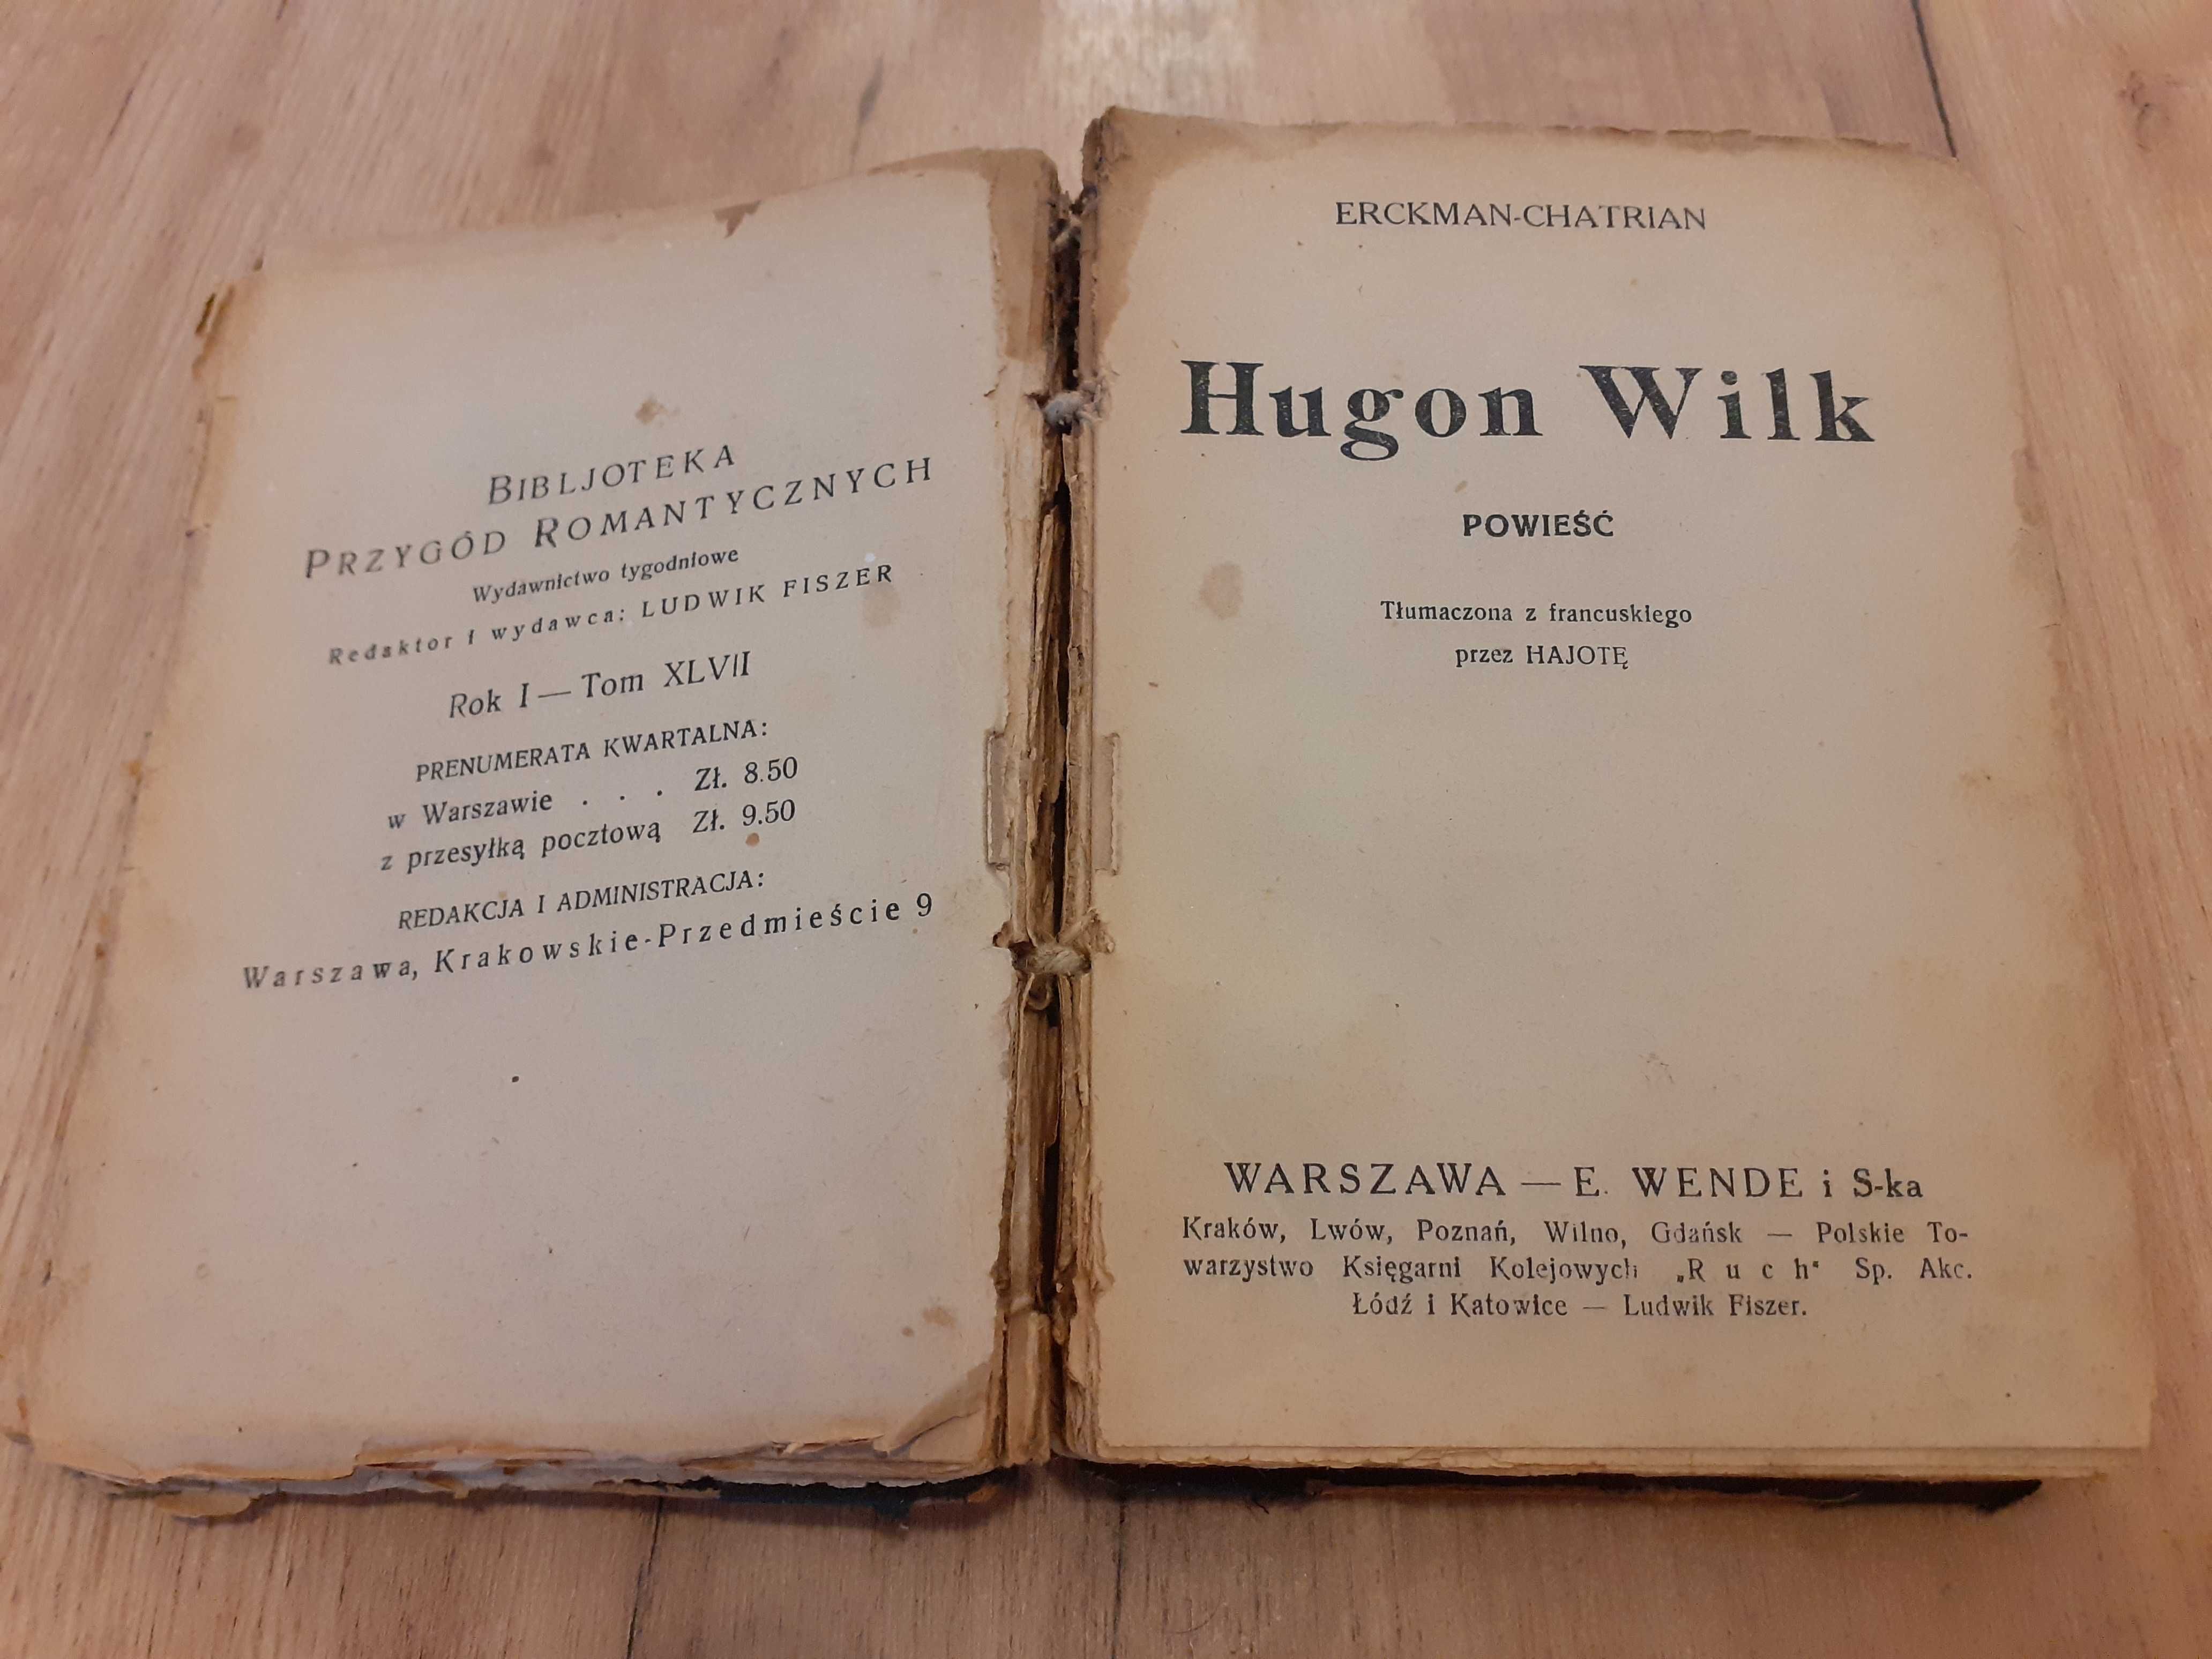 BIBLJOTEKA
PRZYGÓD ROMANTYCZNYCH
Wydawnictwo tygodniowe
Redaktor i wydawca: LUDWIK FISZER
Rok I — Tom XLVII
PRENUMERATA KWARTALNA:
w Warszawie . . . Zł. 8.50
z przesyłką pocztową Zł. 9.50
REDAKCJA I ADMINISTRACJA:
Warszawa, Krakowskie-Przedmieście 9
ERCKMAN-CHATRIAN
Hugon Wilk
POWIEŚĆ
Tłumaczona z francuskiego
przez HAJOTĘ
WARSZAWA — E. WENDE i S-ka
Kraków, Lwów, Poznań, Wilno, Gdańsk — Polskie To-
warzystwo Księgarni Kolejowych „Ruch“ Sp. Akc.
Łódź i Katowice — Ludwik Fiszer.